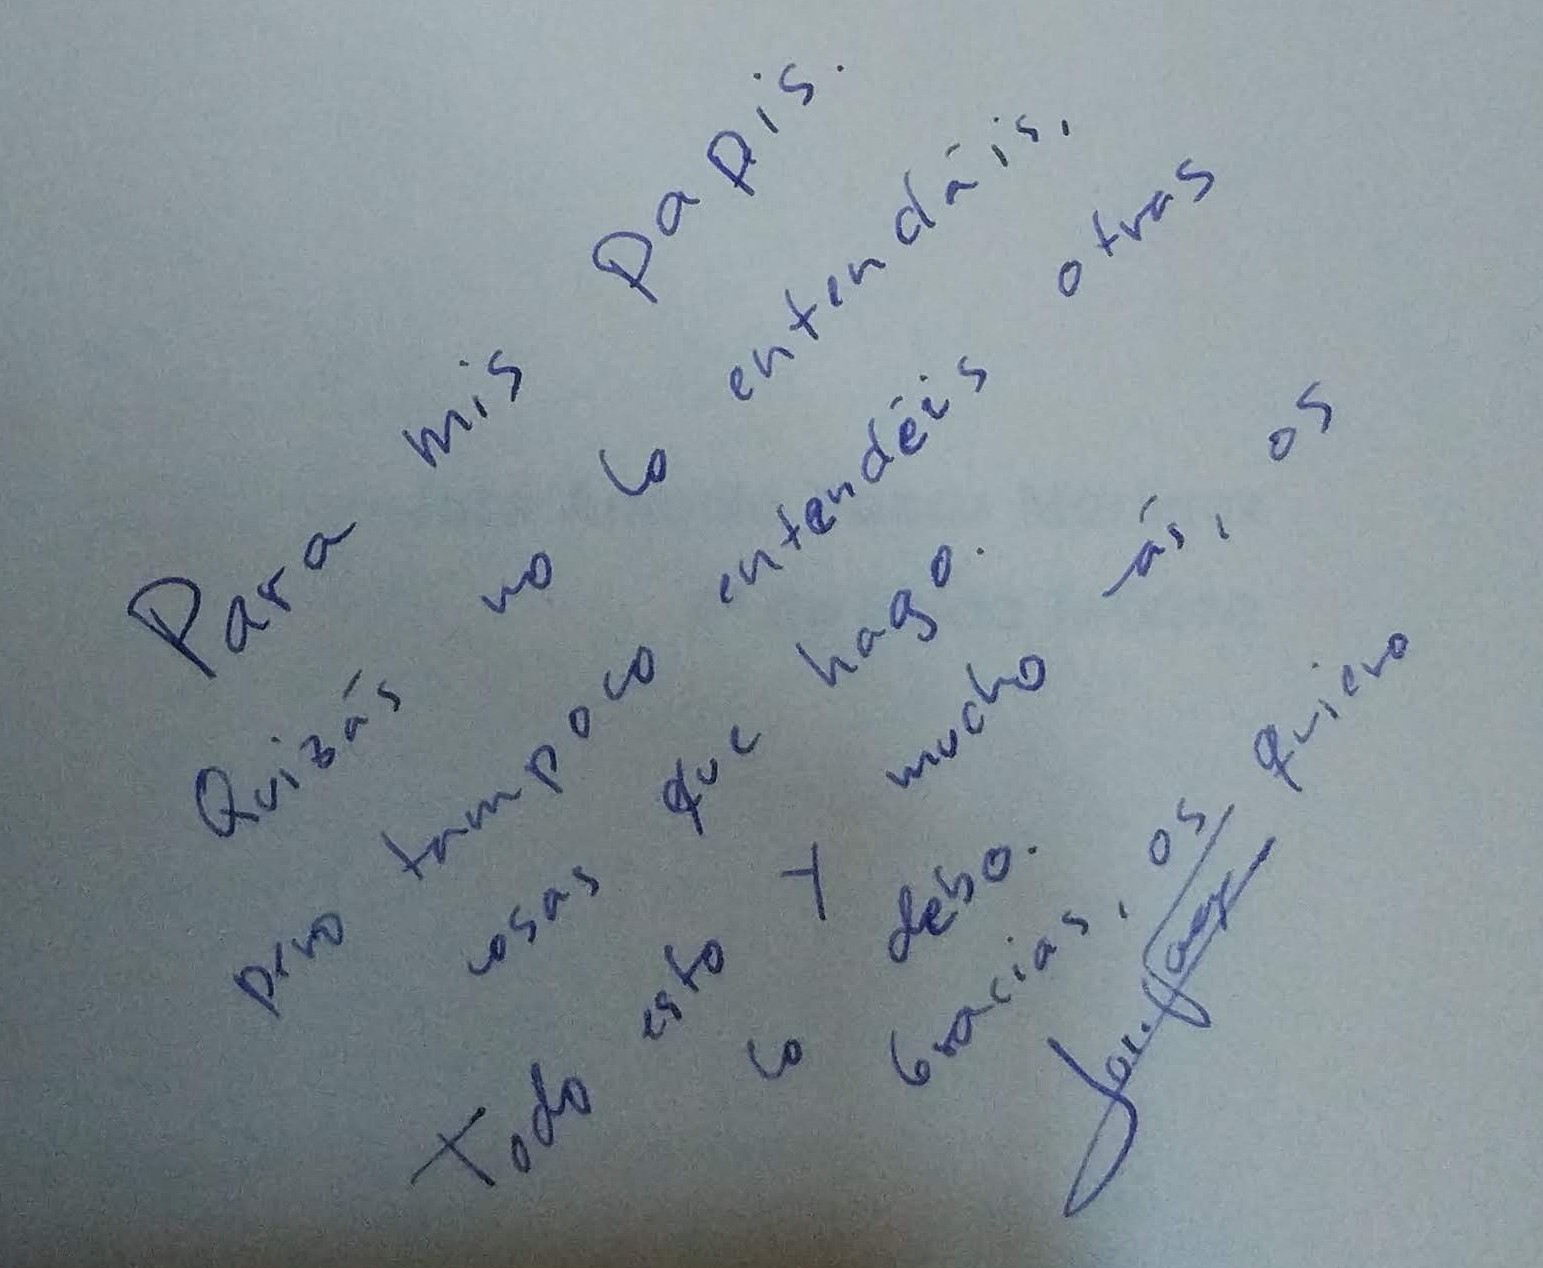 Para mis papis.
Quizás no lo entendáis,
pero tampoco entendéis otras
cosas que hago.
Todo esto y mucho más, os
lo debo.
Gracias, os quiero